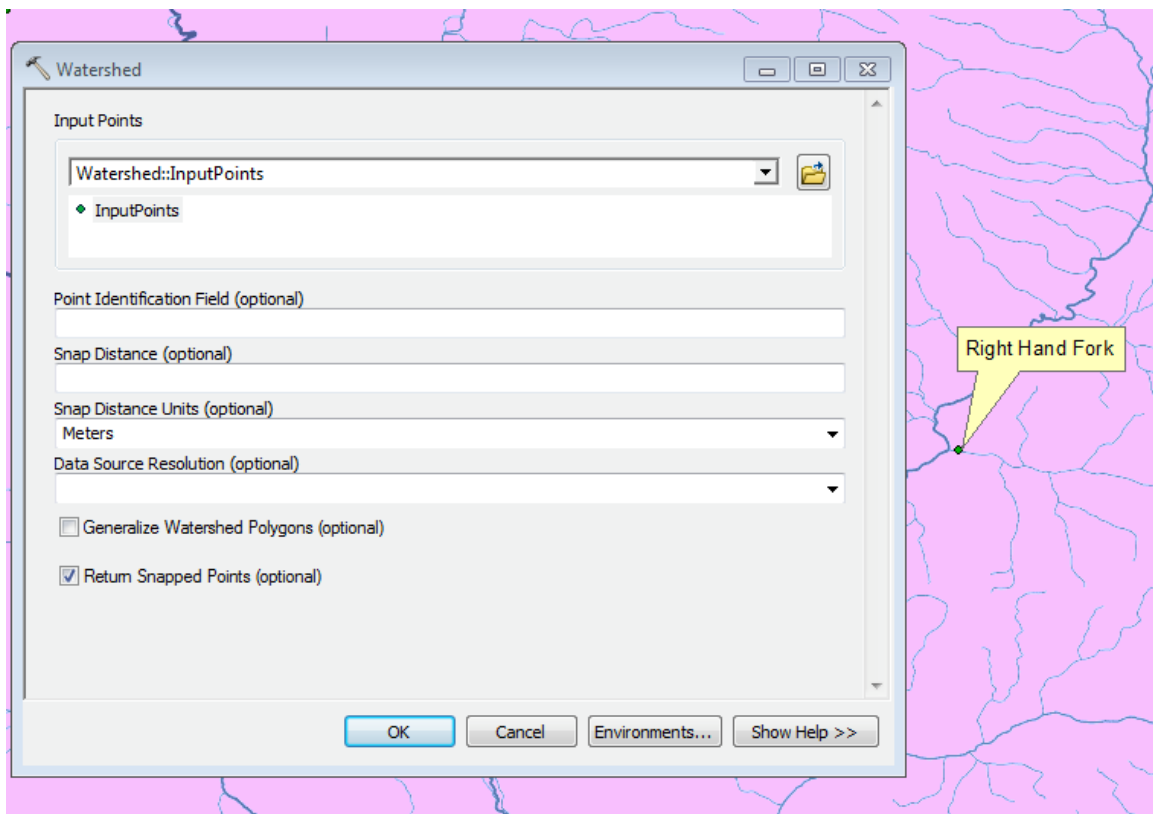 Watershed
Input Points
Watershed::InputPoints
InputPoints
Point Identification Field (optional)
Snap Distance (optional)
Snap Distance Units (optional)
Meters
Data Source Resolution (optional)
Generalize Watershed Polygons (optional)
Return Snapped Points (optional)
OK
Cancel
Environments...
Show Help >>
Right Hand Fork